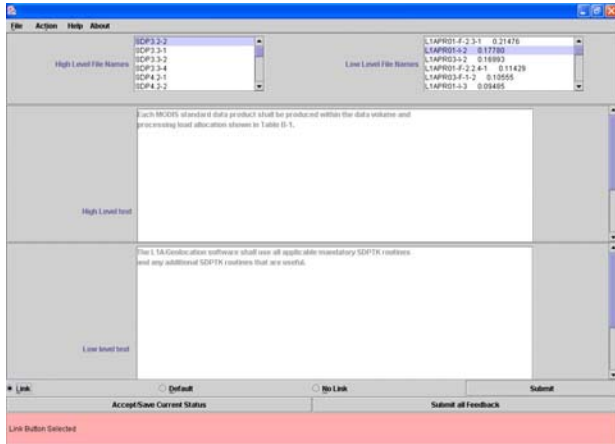 File Action Help About
High Level File Names
SDP3.2-2
SDP3.3-1
SDP3.3-2
SDP3.3-4
SDP4.2-1
SDP4.2-2
Low Level File Names
L1APR01-F-2.3-1 0.21476
L1APR01-I-2 0.17780
L1APR03-I-2 0.16993
L1APR01-F-2.2.4-1 0.11429
L1APR03-F-1-2 0.10555
L1APR01-I-3 0.09485
High Level text
Each MODIS standard data product shall be produced within the data volume and
processing load allocation shown in Table B-1.
Low level text
The L1A/Geolocation software shall use all applicable mandatory SDPTK routines
and any additional SDPTK routines that are useful.
Link Default No Link Submit
Accept/Save Current Status Submit all Feedback
Link Button Selected